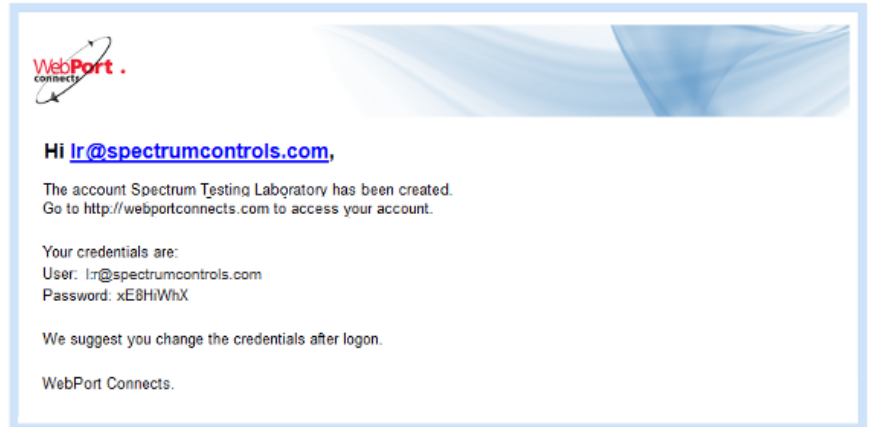 WebPort .
connects
Hi lr@spectrumcontrols.com,
The account Spectrum Testing Laboratory has been created.
Go to http://webportconnects.com to access your account.
Your credentials are:
User: l:r@spectrumcontrols.com
Password: xE8HiWhX
We suggest you change the credentials after logon.
WebPort Connects.